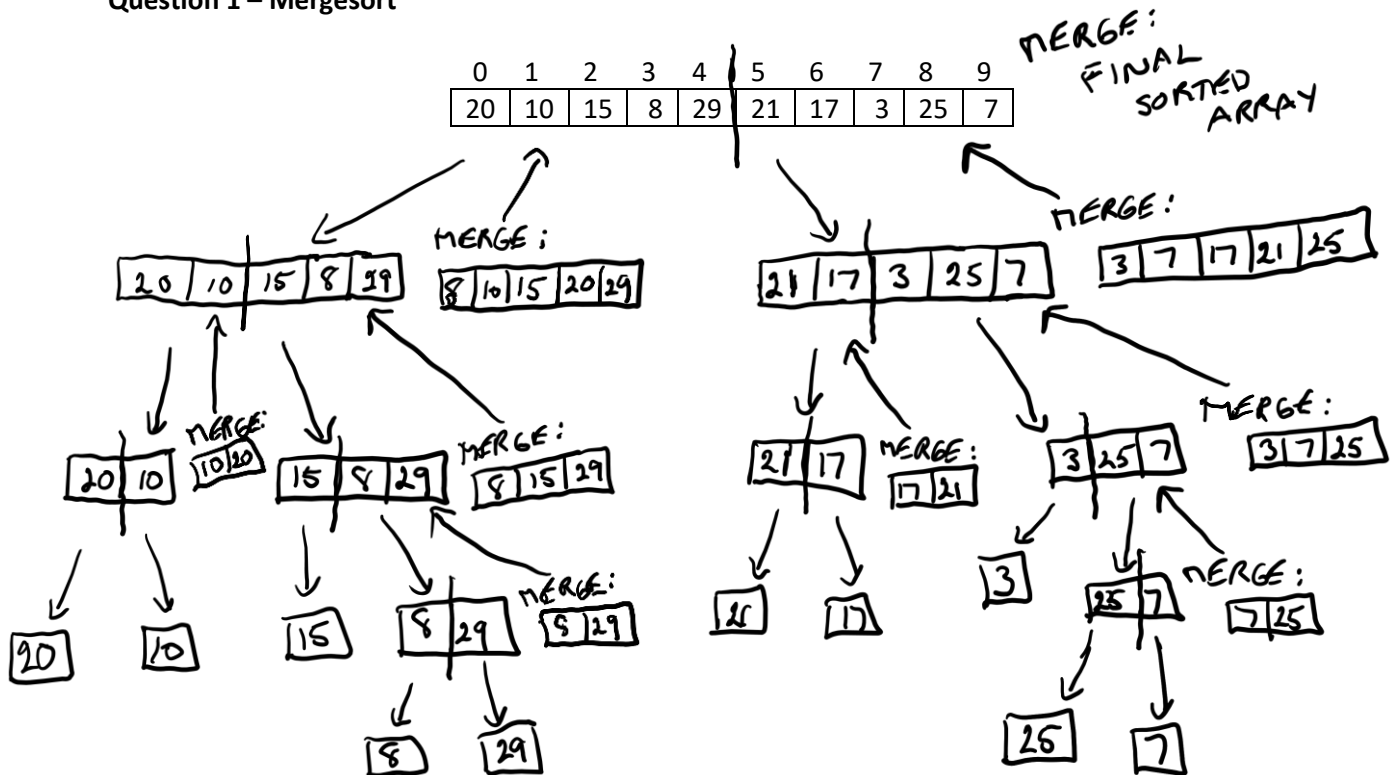 Question 1 – Mergesort
MERGE:
FINAL
SORTED
ARRAY
0 1 2 3 4 5 6 7 8 9
20 10 15 8 29 21 17 3 25 7
MERGE:
MERGE:
20 10 15 8 29
8 10 15 20 29
21 17 3 25 7
3 7 17 21 25
MERGE:
MERGE:
MERGE:
MERGE:
20 10
10 20
15 8 29
8 15 29
21 17
17 21
3 25 7
3 7 25
MERGE:
MERGE:
20
10
15
8 29
8 29
21
17
3
25 7
7 25
8
29
25
7